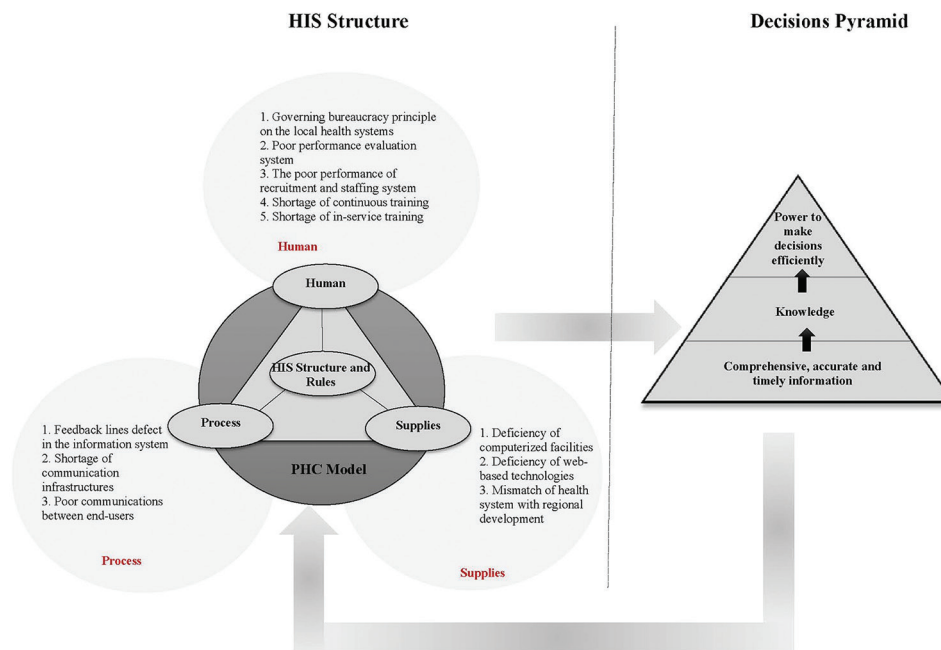 HIS Structure
Decisions Pyramid
1. Governing bureaucracy principle
on the local health systems
2. Poor performance evaluation
system
3. The poor performance of
recruitment and staffing system
4. Shortage of continuous training
5. Shortage of in-service training
Human
Human
HIS Structure and
Rules
Process
Supplies
PHC Model
1. Feedback lines defect
in the information system
2. Shortage of
communication
infrastructures
3. Poor communications
between end-users
Process
1. Deficiency of
computerized facilities
2. Deficiency of web-
based technologies
3. Mismatch of health
system with regional
development
Supplies
Power to
make
decisions
efficiently
Knowledge
Comprehensive, accurate and
timely information